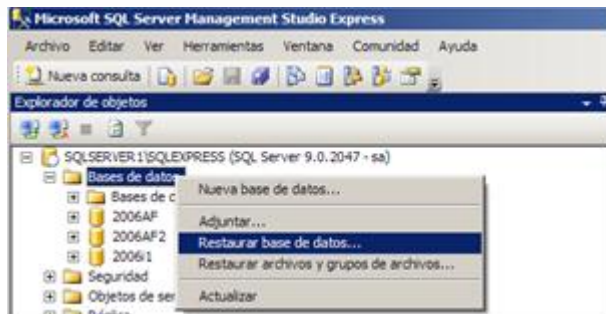 Microsoft SQL Server Management Studio Express
Archivo Editar Ver Herramientas Ventana Comunidad Ayuda
Nueva consulta
Explorador de objetos
SQLSERVER1\SQLEXPRESS (SQL Server 9.0.2047 - sa)
Bases de datos
Bases de c
2006AF
2006AF2
2006i1
Seguridad
Objetos de ser
Nueva base de datos...
Adjuntar...
Restaurar base de datos...
Restaurar archivos y grupos de archivos...
Actualizar